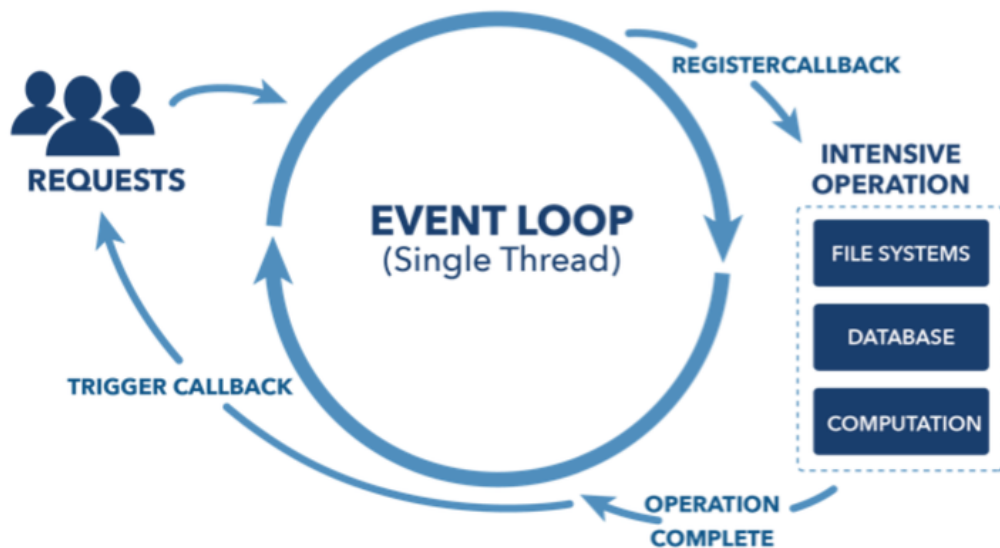 REGISTERCALLBACK
REQUESTS
INTENSIVE
OPERATION
EVENT LOOP
(Single Thread)
FILE SYSTEMS
DATABASE
COMPUTATION
TRIGGER CALLBACK
OPERATION
COMPLETE